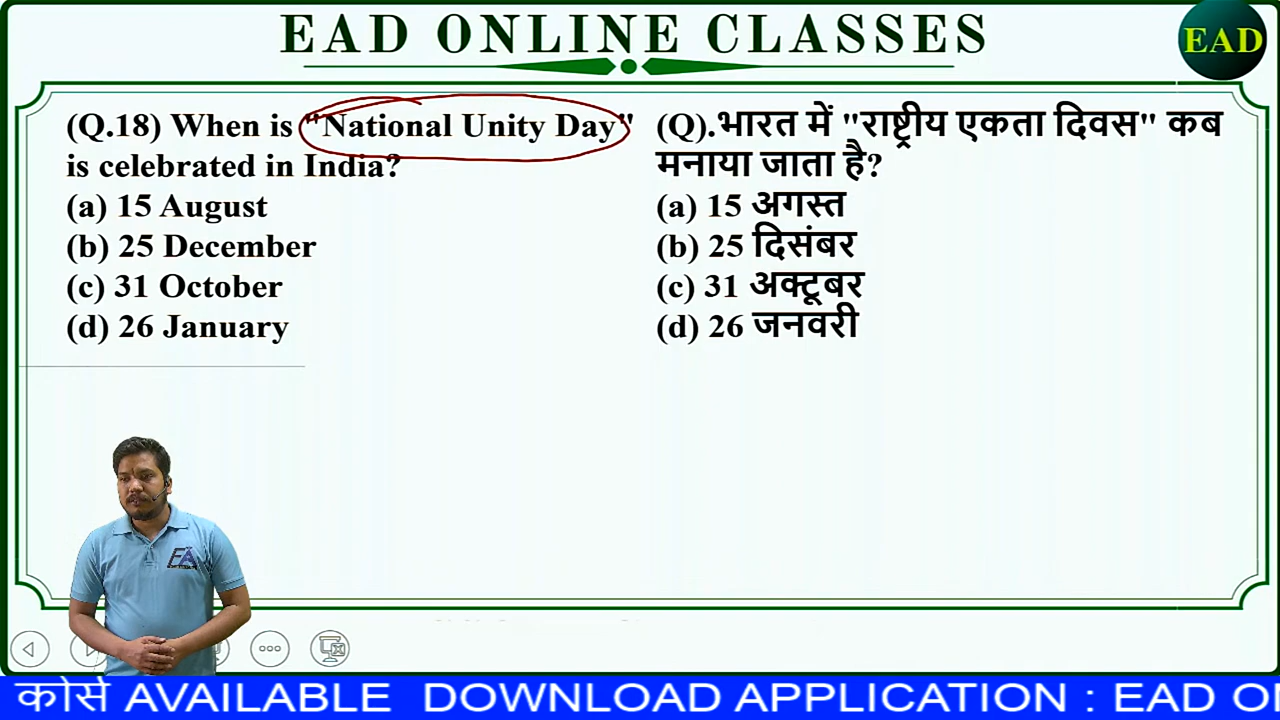 EAD ONLINE CLASSES
EAD
(Q.18) When is "National Unity Day"
is celebrated in India?
(a) 15 August
(b) 25 December
(c) 31 October
(d) 26 January
(Q).भारत में "राष्ट्रीय एकता दिवस" कब
मनाया जाता है?
(a) 15 अगस्त
(b) 25 दिसंबर
(c) 31 अक्टूबर
(d) 26 जनवरी
कोर्स AVAILABLE DOWNLOAD APPLICATION : EAD